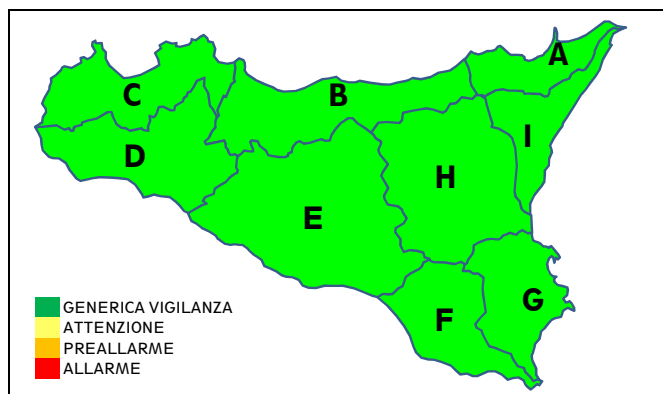 A
C
B
I
D
H
E
G
F
GENERICA VIGILANZA
ATTENZIONE
PREALLARME
ALLARME